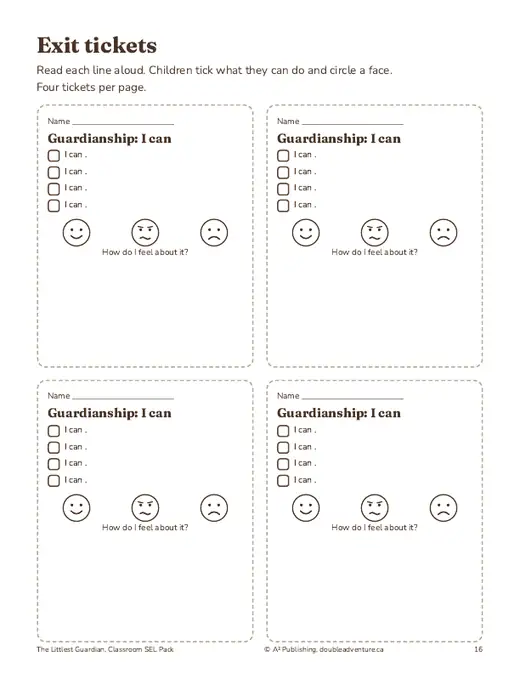 Exit tickets
Read each line aloud. Children tick what they can do and circle a face.
Four tickets per page.
Name ____________________
Guardianship: I can
I can .
I can .
I can .
I can .
How do I feel about it?
Name ____________________
Guardianship: I can
I can .
I can .
I can .
I can .
How do I feel about it?
Name ____________________
Guardianship: I can
I can .
I can .
I can .
I can .
How do I feel about it?
Name ____________________
Guardianship: I can
I can .
I can .
I can .
I can .
How do I feel about it?
The Littlest Guardian, Classroom SEL Pack
© A² Publishing, doubleadventure.ca
16